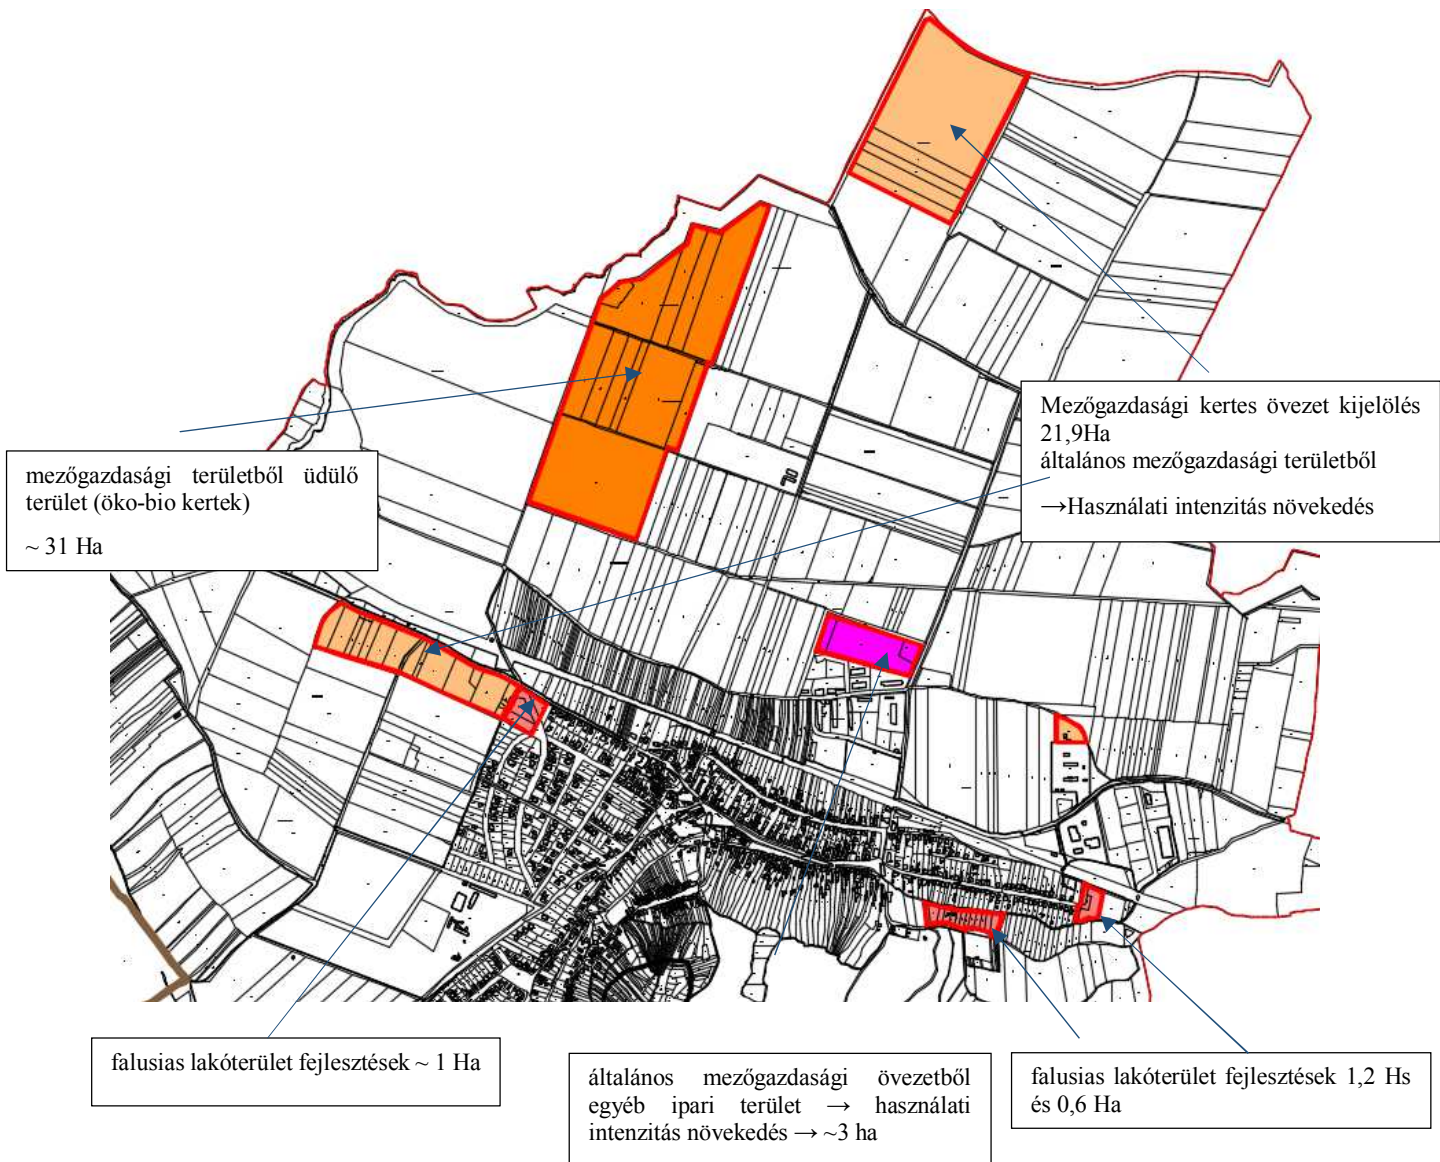 Mezőgazdasági kertes övezet kijelölés
21,9Ha
általános mezőgazdasági területből
→Használati intenzitás növekedés
mezőgazdasági területből üdülő
terület (öko-bio kertek)
~ 31 Ha
falusias lakóterület fejlesztések ~ 1 Ha
általános mezőgazdasági övezetből
egyéb ipari terület → használati
intenzitás növekedés → ~3 ha
falusias lakóterület fejlesztések 1,2 Hs
és 0,6 Ha